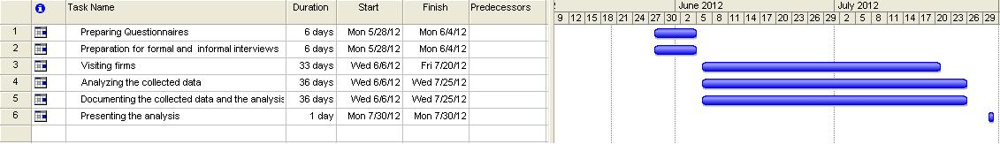 Task Name Duration Start Finish Predecessors June 2012 July 2012
9 12 15 18 21 24 27 30 2 5 8 11 14 17 20 23 26 29 2 5 8 11 14 17 20 23 26 29
1 Preparing Questionnaires 6 days Mon 5/28/12 Mon 6/4/12
2 Preparation for formal and informal interviews 6 days Mon 5/28/12 Mon 6/4/12
3 Visiting firms 33 days Wed 6/6/12 Fri 7/20/12
4 Analyzing the collected data 36 days Wed 6/6/12 Wed 7/25/12
5 Documenting the collected data and the analysis 36 days Wed 6/6/12 Wed 7/25/12
6 Presenting the analysis 1 day Mon 7/30/12 Mon 7/30/12